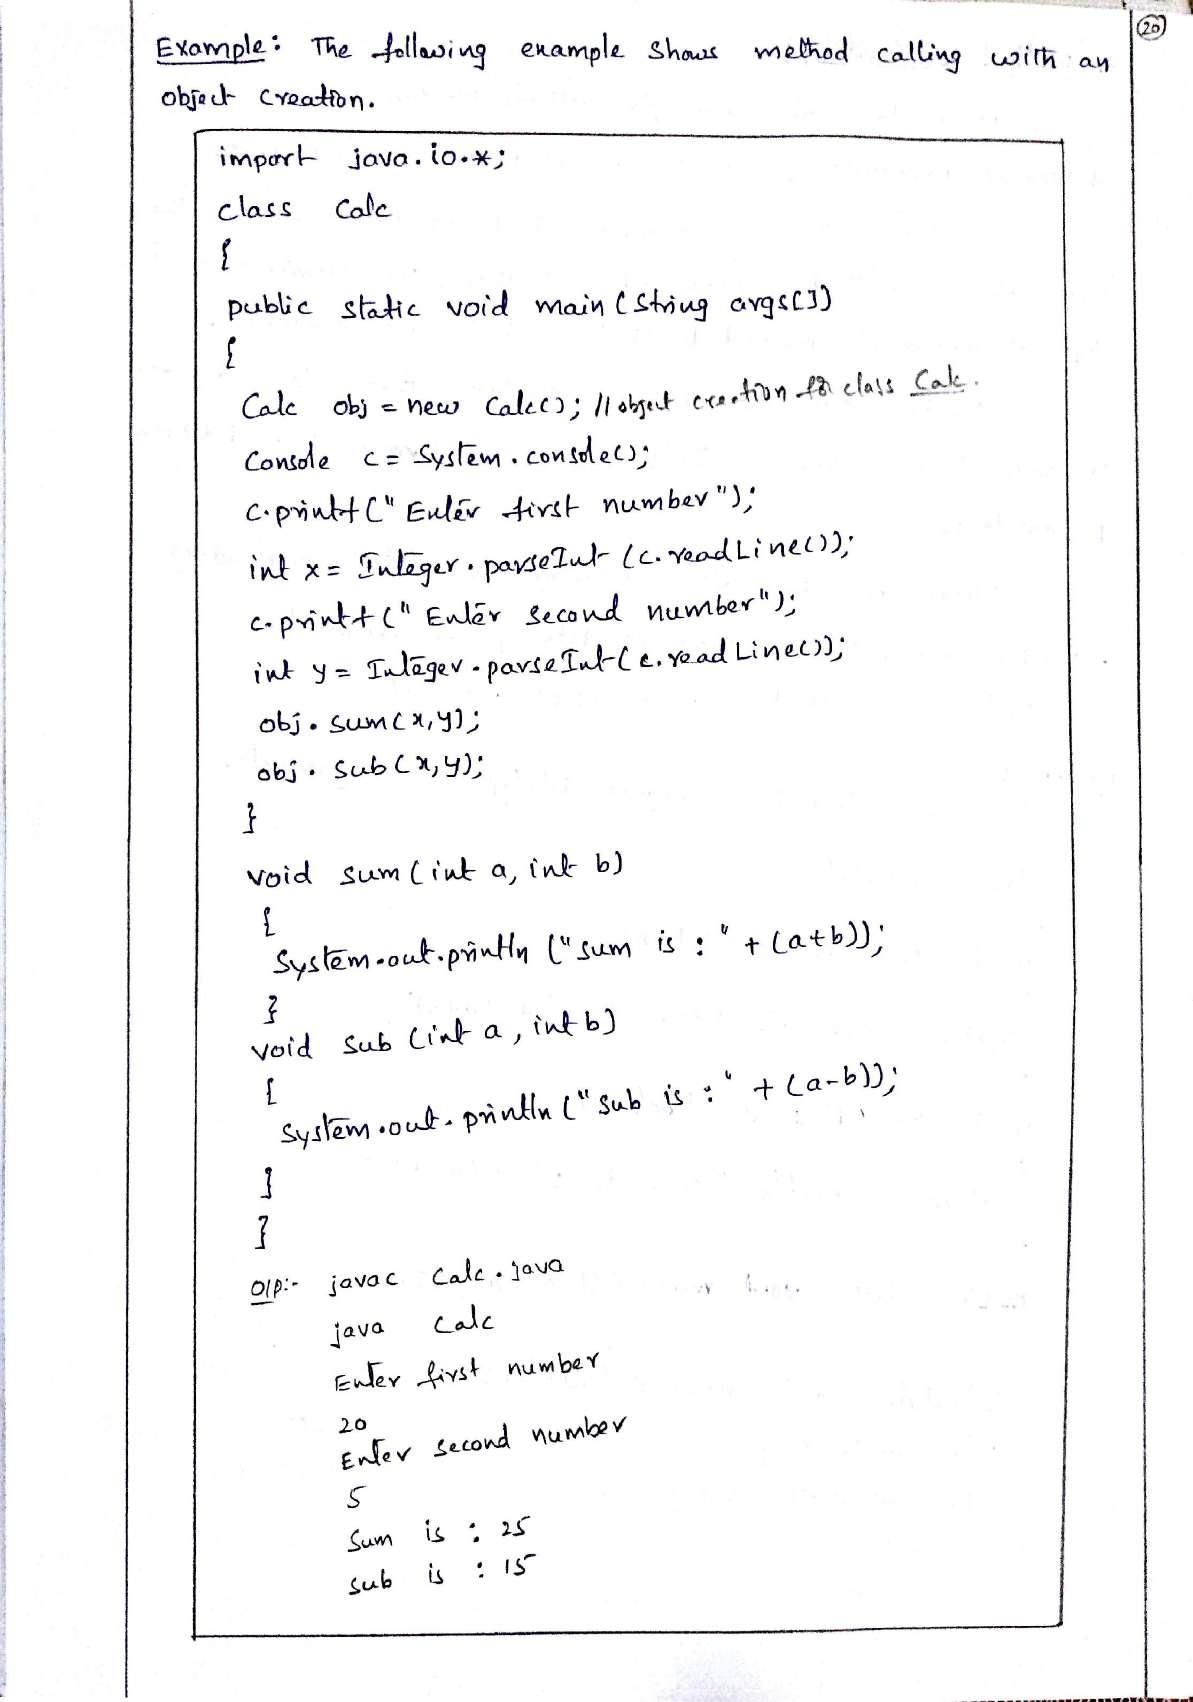 20
Example: The following example shows method calling with an
object creation.
import java.io.*;
class Calc
{
public static void main (String args[])
{
Calc obj = new Calc(); // object creation for class Calc.
Console c = System.console();
c.printf (" Enter first number ");
int x = Integer.parseInt (c.readLine());
c.printf (" Enter second number");
int y = Integer.parseInt (c.readLine());
obj.sum(x,y);
obj.sub(x,y);
}
void sum (int a, int b)
{
System.out.println ("sum is : " + (a+b));
}
void sub (int a, int b)
{
System.out.println ("sub is : " + (a-b));
}
}
O/P:- javac Calc.java
java Calc
Enter first number
20
Enter second number
5
Sum is : 25
sub is : 15